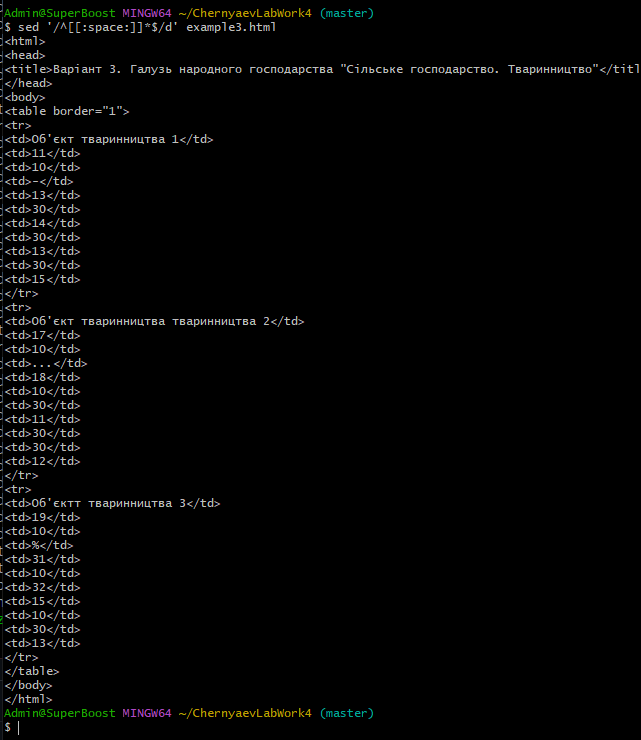 Admin@SuperBoost MINGW64 ~/ChernyaevLabWork4 (master)
$ sed '/^[[:space:]]*$/d' example3.html
<html>
<head>
<title>Варіант 3. Галузь народного господарства "Сільське господарство. Тваринництво"</titl
</head>
<body>
<table border="1">
<tr>
<td>Об'єкт тваринництва 1</td>
<td>11</td>
<td>10</td>
<td>-</td>
<td>13</td>
<td>30</td>
<td>14</td>
<td>30</td>
<td>13</td>
<td>30</td>
<td>15</td>
</tr>
<tr>
<td>Об'єкт тваринництва тваринництва 2</td>
<td>17</td>
<td>10</td>
<td>...</td>
<td>18</td>
<td>10</td>
<td>30</td>
<td>11</td>
<td>30</td>
<td>30</td>
<td>12</td>
</tr>
<tr>
<td>Об'єктт тваринництва 3</td>
<td>19</td>
<td>10</td>
<td>%</td>
<td>31</td>
<td>10</td>
<td>32</td>
<td>15</td>
<td>10</td>
<td>30</td>
<td>13</td>
</tr>
</table>
</body>
</html>
Admin@SuperBoost MINGW64 ~/ChernyaevLabWork4 (master)
$